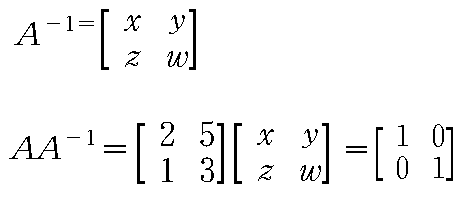 A⁻¹=[ x y
z w ]
AA⁻¹=[ 2 5 ][ x y ]=[ 1 0 ]
[ 1 3 ][ z w ] [ 0 1 ]